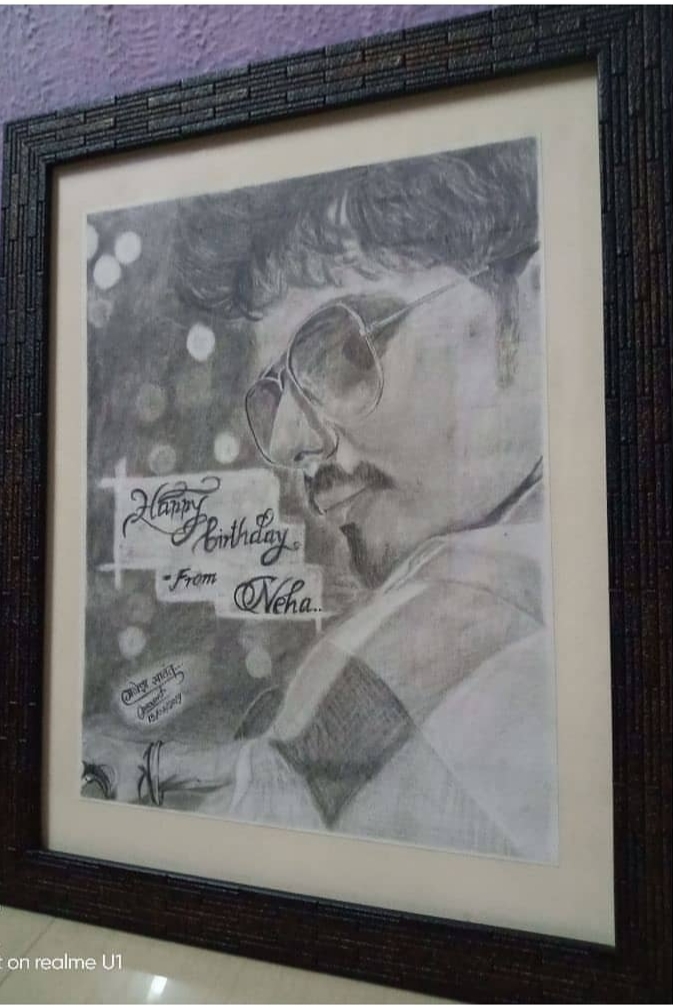 Happy
birthday
-From
Neha..
सावंत
t on realme U1